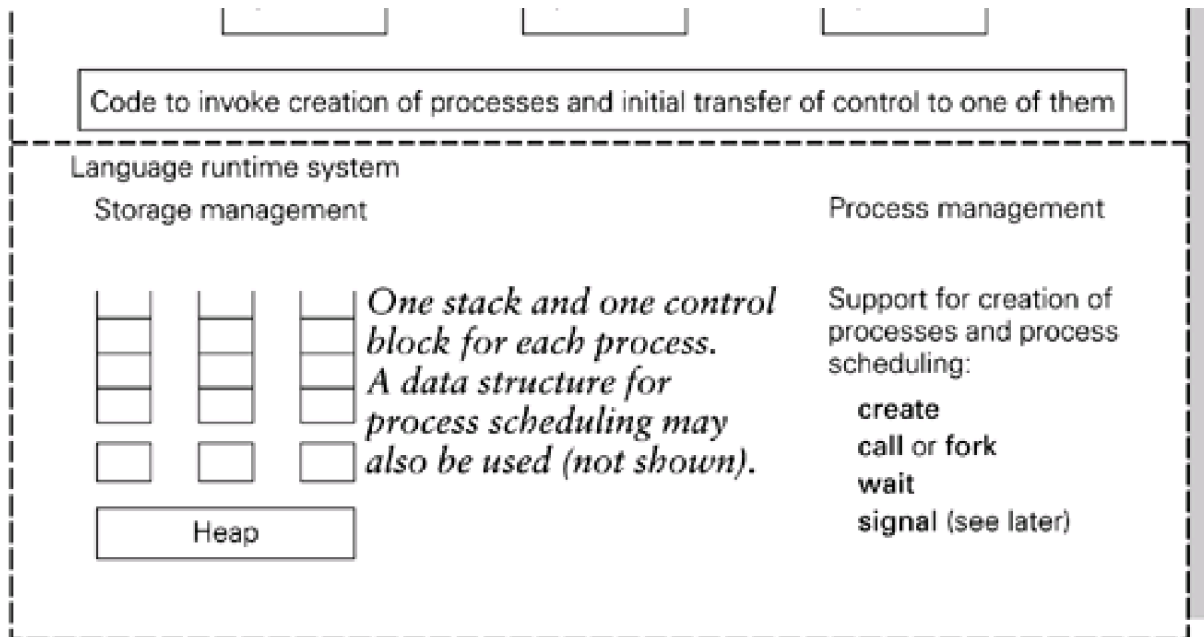 Code to invoke creation of processes and initial transfer of control to one of them
Language runtime system
Storage management
Process management
One stack and one control
block for each process.
A data structure for
process scheduling may
also be used (not shown).
Support for creation of
processes and process
scheduling:
create
call or fork
wait
signal (see later)
Heap